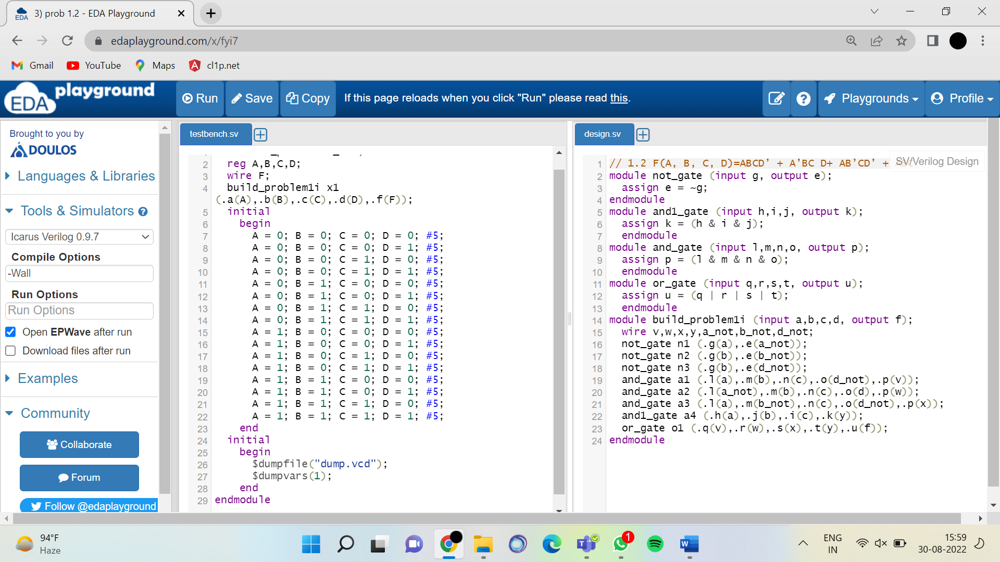 3) prob 1.2 - EDA Playground
edaplayground.com/x/fyi7
Gmail YouTube Maps cl1p.net
EDA playground
Run Save Copy If this page reloads when you click "Run" please read this. Playgrounds Profile
Brought to you by
DOULOS
Languages & Libraries
Tools & Simulators
Icarus Verilog 0.9.7
Compile Options
-Wall
Run Options
Run Options
Open EPWave after run
Download files after run
Examples
Community
Collaborate
Forum
Follow @edaplayground
testbench.sv
2 reg A,B,C,D;
3 wire F;
4 build_problem1i x1
(.a(A),.b(B),.c(C),.d(D),.f(F));
5 initial
6 begin
7 A = 0; B = 0; C = 0; D = 0; #5;
8 A = 0; B = 0; C = 0; D = 1; #5;
9 A = 0; B = 0; C = 1; D = 0; #5;
10 A = 0; B = 0; C = 1; D = 1; #5;
11 A = 0; B = 1; C = 0; D = 0; #5;
12 A = 0; B = 1; C = 0; D = 1; #5;
13 A = 0; B = 1; C = 1; D = 0; #5;
14 A = 0; B = 1; C = 1; D = 1; #5;
15 A = 1; B = 0; C = 0; D = 0; #5;
16 A = 1; B = 0; C = 0; D = 1; #5;
17 A = 1; B = 0; C = 1; D = 0; #5;
18 A = 1; B = 0; C = 1; D = 1; #5;
19 A = 1; B = 1; C = 0; D = 0; #5;
20 A = 1; B = 1; C = 0; D = 1; #5;
21 A = 1; B = 1; C = 1; D = 0; #5;
22 A = 1; B = 1; C = 1; D = 1; #5;
23 end
24 initial
25 begin
26 $dumpfile("dump.vcd");
27 $dumpvars(1);
28 end
29 endmodule
design.sv
SV/Verilog Design
1 // 1.2 F(A, B, C, D)=ABCD’ + A’BC D+ AB’CD’ + ABC
2 module not_gate (input g, output e);
3 assign e = ~g;
4 endmodule
5 module and1_gate (input h,i,j, output k);
6 assign k = (h & i & j);
7 endmodule
8 module and_gate (input l,m,n,o, output p);
9 assign p = (l & m & n & o);
10 endmodule
11 module or_gate (input q,r,s,t, output u);
12 assign u = (q | r | s | t);
13 endmodule
14 module build_problem1i (input a,b,c,d, output f);
15 wire v,w,x,y,a_not,b_not,d_not;
16 not_gate n1 (.g(a),.e(a_not));
17 not_gate n2 (.g(b),.e(b_not));
18 not_gate n3 (.g(b),.e(d_not));
19 and_gate a1 (.l(a),.m(b),.n(c),.o(d_not),.p(v));
20 and_gate a2 (.l(a_not),.m(b),.n(c),.o(d),.p(w));
21 and_gate a3 (.l(a),.m(b_not),.n(c),.o(d_not),.p(x));
22 and1_gate a4 (.h(a),.j(b),.i(c),.k(y));
23 or_gate o1 (.q(v),.r(w),.s(x),.t(y),.u(f));
24 endmodule
94°F
Haze
1
ENG
IN
15:59
30-08-2022